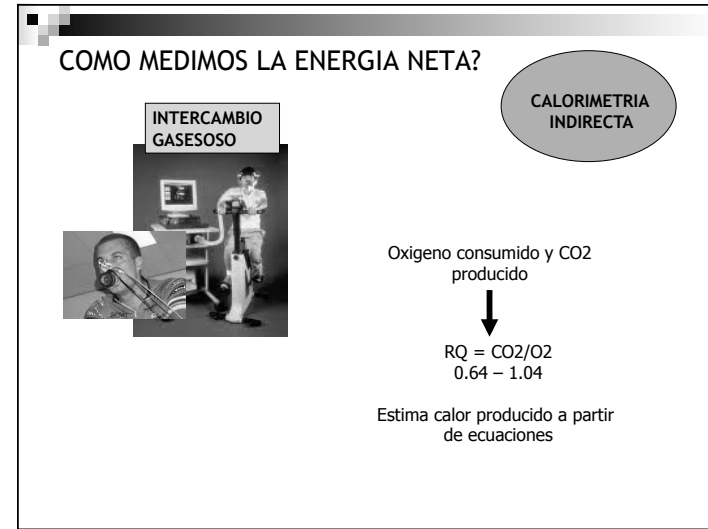 COMO MEDIMOS LA ENERGIA NETA?
CALORIMETRIA
INDIRECTA
INTERCAMBIO
GASESOSO
Oxigeno consumido y CO2
producido
RQ = CO2/O2
0.64 – 1.04
Estima calor producido a partir
de ecuaciones